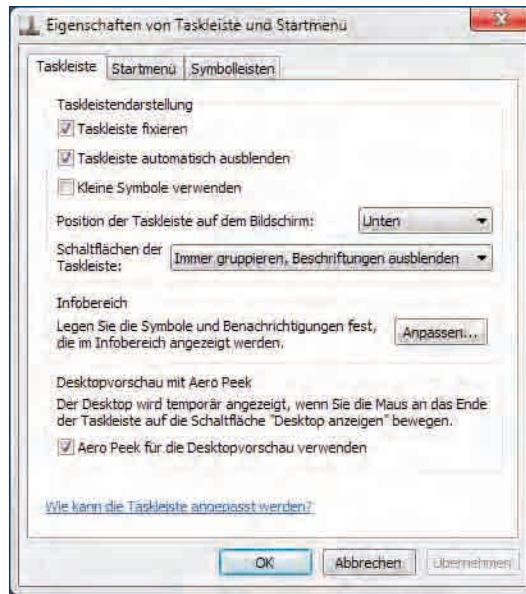 Eigenschaften von Taskleiste und Startmenü
Taskleiste Startmenü Symbolleisten
Taskleistendarstellung
Taskleiste fixieren
Taskleiste automatisch ausblenden
Kleine Symbole verwenden
Position der Taskleiste auf dem Bildschirm: Unten
Schaltflächen der
Taskleiste: Immer gruppieren, Beschriftungen ausblenden
Infobereich
Legen Sie die Symbole und Benachrichtigungen fest,
die im Infobereich angezeigt werden. Anpassen...
Desktopvorschau mit Aero Peek
Der Desktop wird temporär angezeigt, wenn Sie die Maus an das Ende
der Taskleiste auf die Schaltfläche "Desktop anzeigen" bewegen.
Aero Peek für die Desktopvorschau verwenden
Wie kann die Taskleiste angepasst werden?
OK Abbrechen Übernehmen